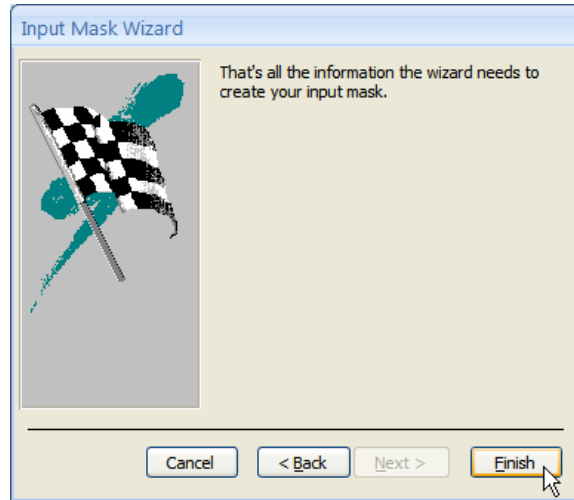 Input Mask Wizard
That's all the information the wizard needs to
create your input mask.
Cancel
< Back
Next >
Finish